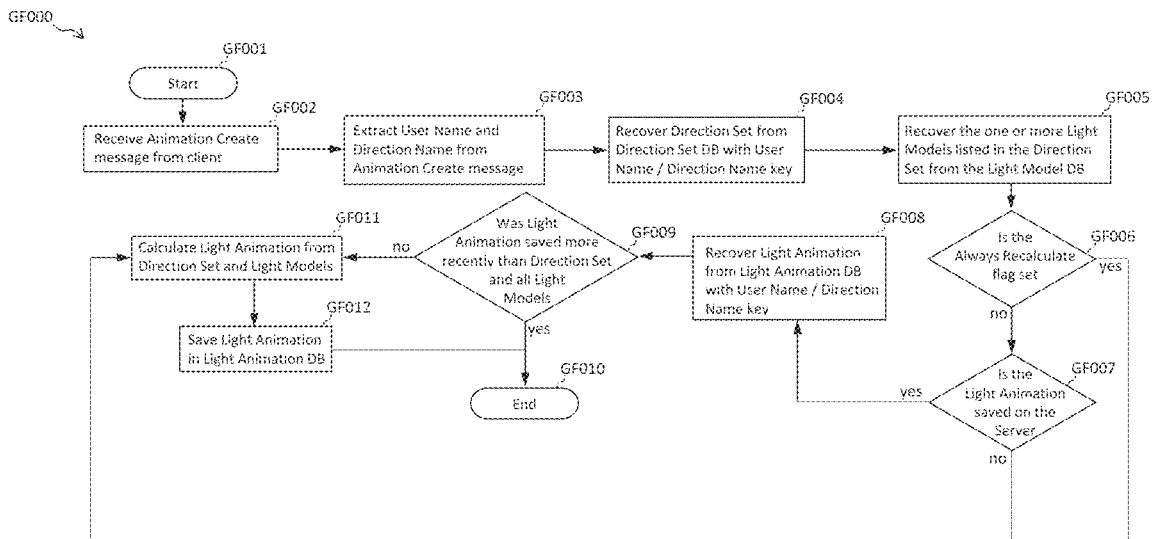 GF000
GF001
Start
GF002
Receive Animation Create
message from client
GF003
Extract User Name and
Direction Name from
Animation Create message
GF004
Recover Direction Set from
Direction Set DB with User
Name / Direction Name key
GF005
Recover the one or more Light
Models listed in the Direction
Set from the Light Model DB
GF006
Is the
Always Recalculate
flag set
yes
no
GF007
Is the
Light Animation
saved on the
Server
yes
no
GF008
Recover Light Animation
from Light Animation DB
with User Name / Direction
Name key
GF009
Was Light
Animation saved more
recently than Direction Set
and all Light
Models
no
yes
GF011
Calculate Light Animation from
Direction Set and Light Models
GF012
Save Light Animation
in Light Animation DB
GF010
End